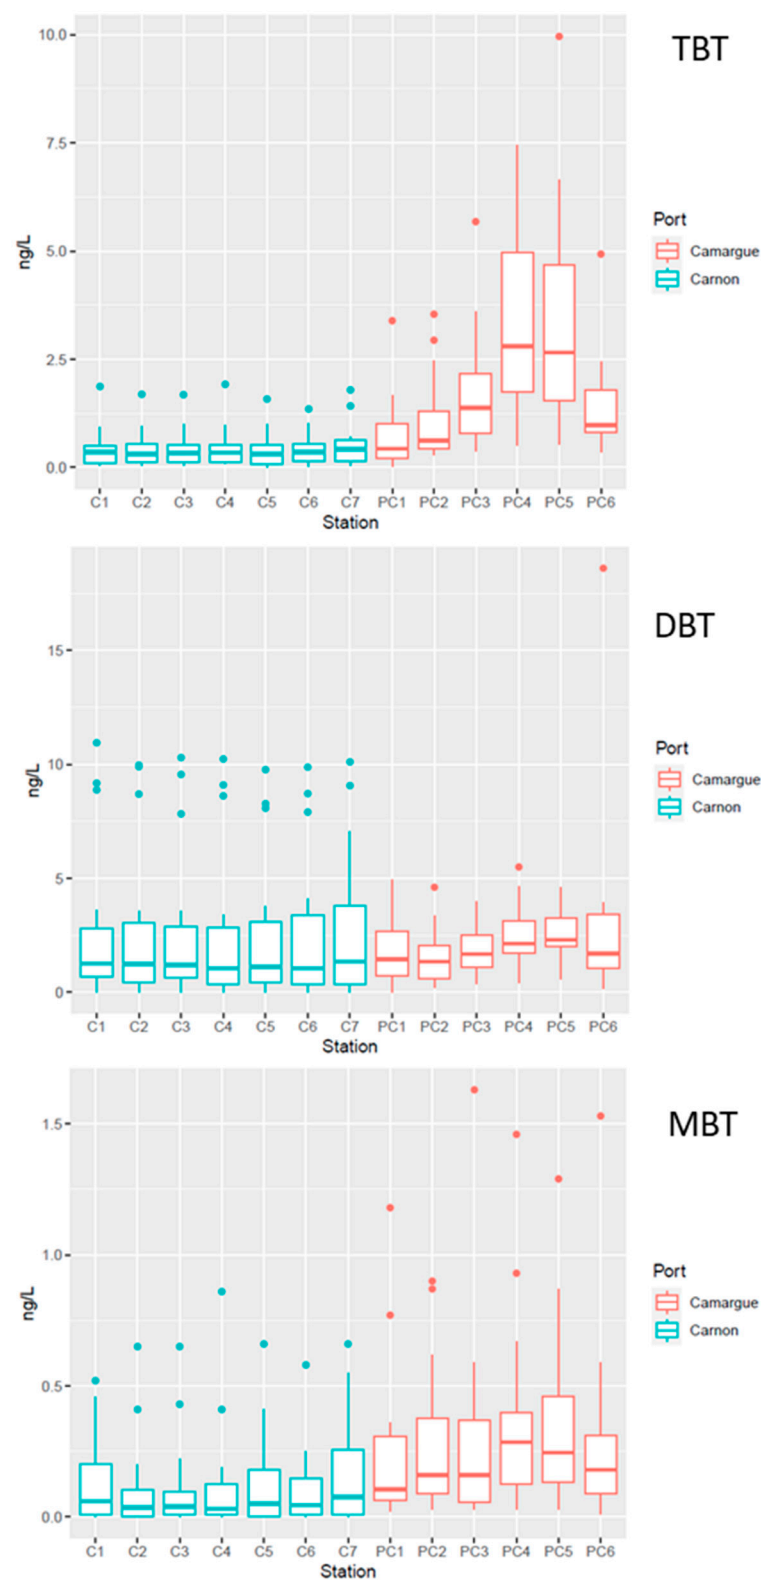 TBT
10.0
7.5
5.0
2.5
0.0
ng/L
C1 C2 C3 C4 C5 C6 C7 PC1 PC2 PC3 PC4 PC5 PC6
Station
Port
Camargue
Carnon
DBT
15
10
5
0
ng/L
C1 C2 C3 C4 C5 C6 C7 PC1 PC2 PC3 PC4 PC5 PC6
Station
Port
Camargue
Carnon
MBT
1.5
1.0
0.5
0.0
ng/L
C1 C2 C3 C4 C5 C6 C7 PC1 PC2 PC3 PC4 PC5 PC6
Station
Port
Camargue
Carnon